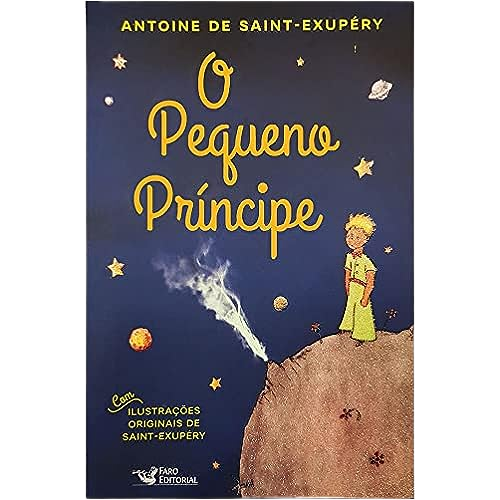 ANTOINE DE SAINT-EXUPÉRY
O
Pequeno
Príncipe
Com
ILUSTRAÇÕES
ORIGINAIS DE
SAINT-EXUPÉRY
FARO
EDITORIAL